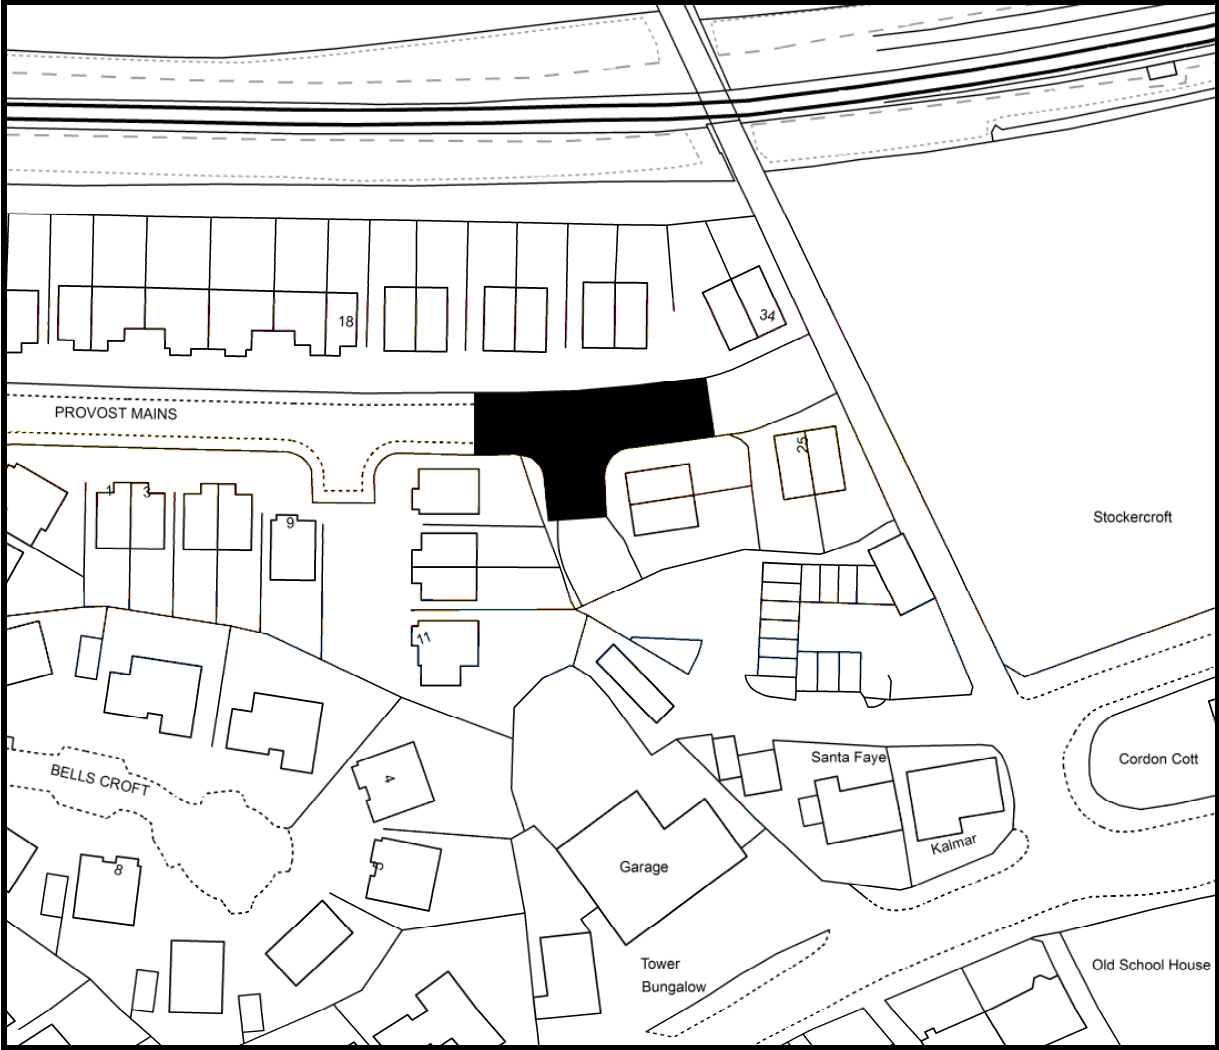 18
34
PROVOST MAINS
25
1
3
9
Stockercroft
11
Santa Faye
Cordon Cott
BELLS CROFT
4
Kalmar
8
Garage
Tower
Bungalow
Old School House